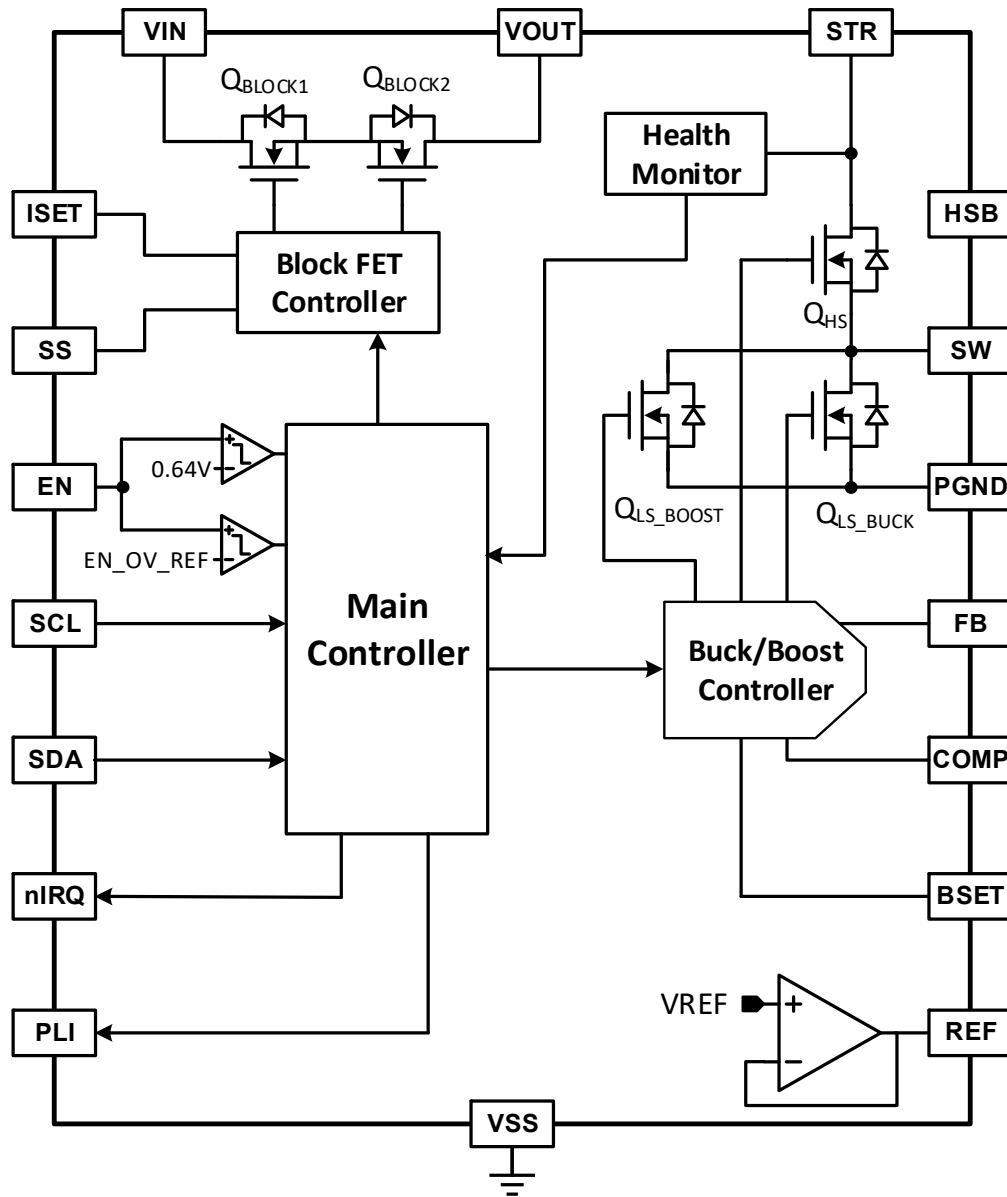 VIN
VOUT
STR
QBLOCK1
QBLOCK2
Health
Monitor
ISET
HSB
Block FET
Controller
QHS
SS
SW
EN
0.64V
QLS_BOOST
QLS_BUCK
PGND
EN_OV_REF
SCL
Main
Controller
Buck/Boost
Controller
FB
SDA
COMP
nIRQ
BSET
VREF
+
−
PLI
REF
VSS